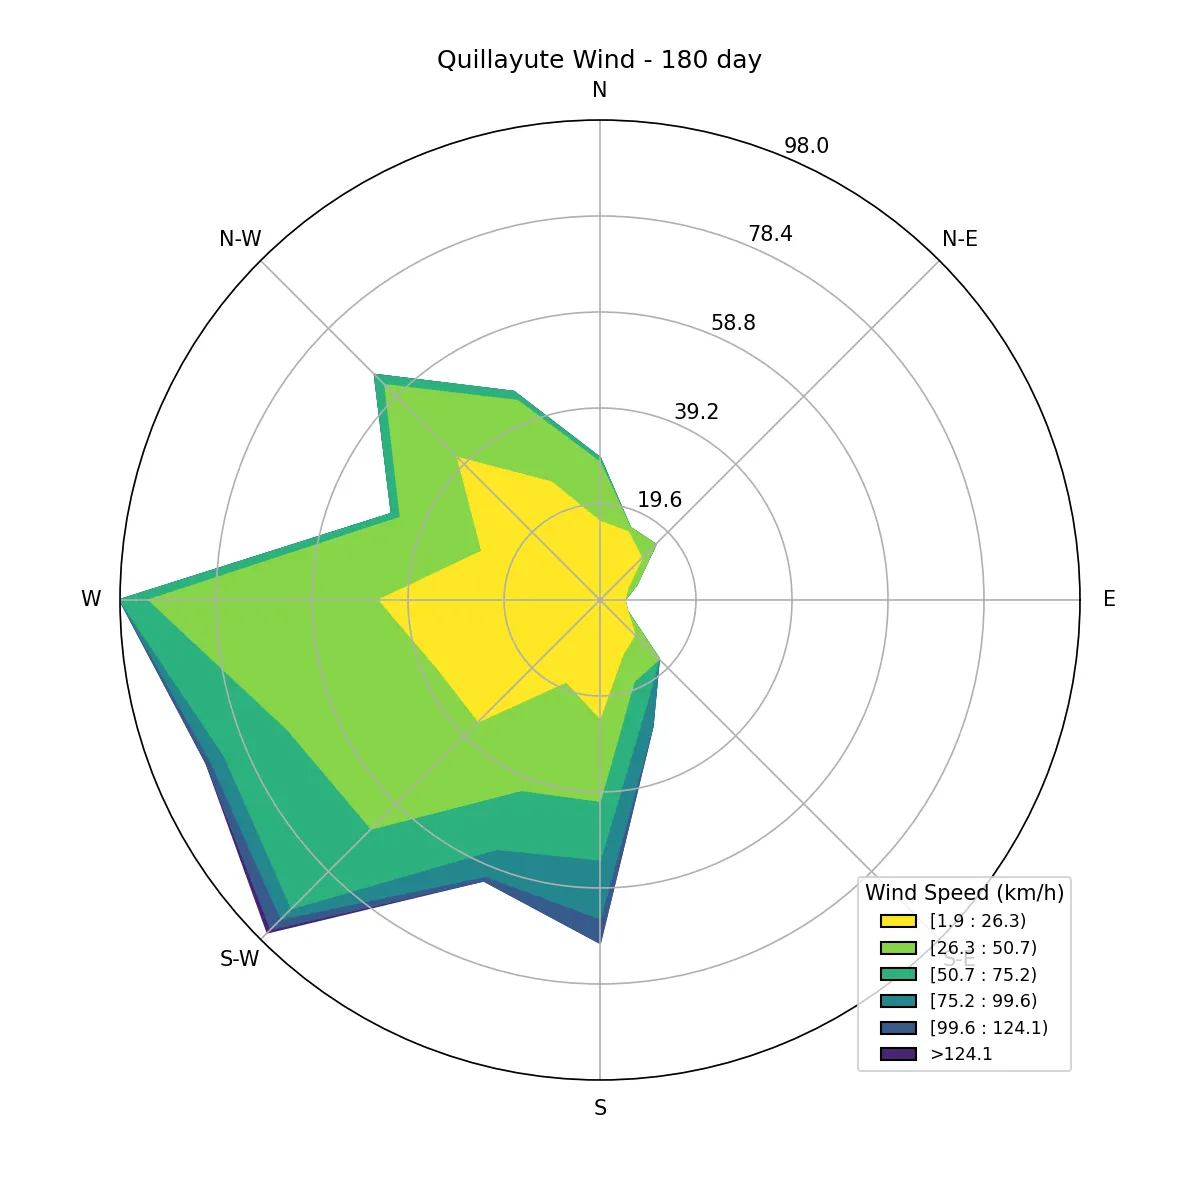 Quillayute Wind - 180 day
N
98.0
N-W
78.4
N-E
58.8
39.2
19.6
W
E
S-W
S-E
S
Wind Speed (km/h)
[1.9 : 26.3)
[26.3 : 50.7)
[50.7 : 75.2)
[75.2 : 99.6)
[99.6 : 124.1)
>124.1